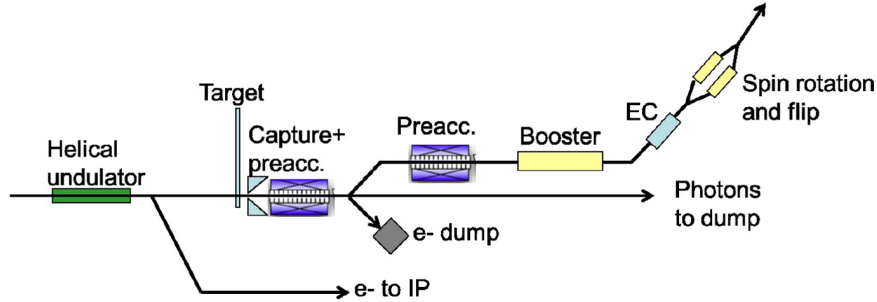 Helical
undulator
Target
Capture+
preacc.
Preacc.
Booster
EC
Spin rotation
and flip
Photons
to dump
e- dump
e- to IP